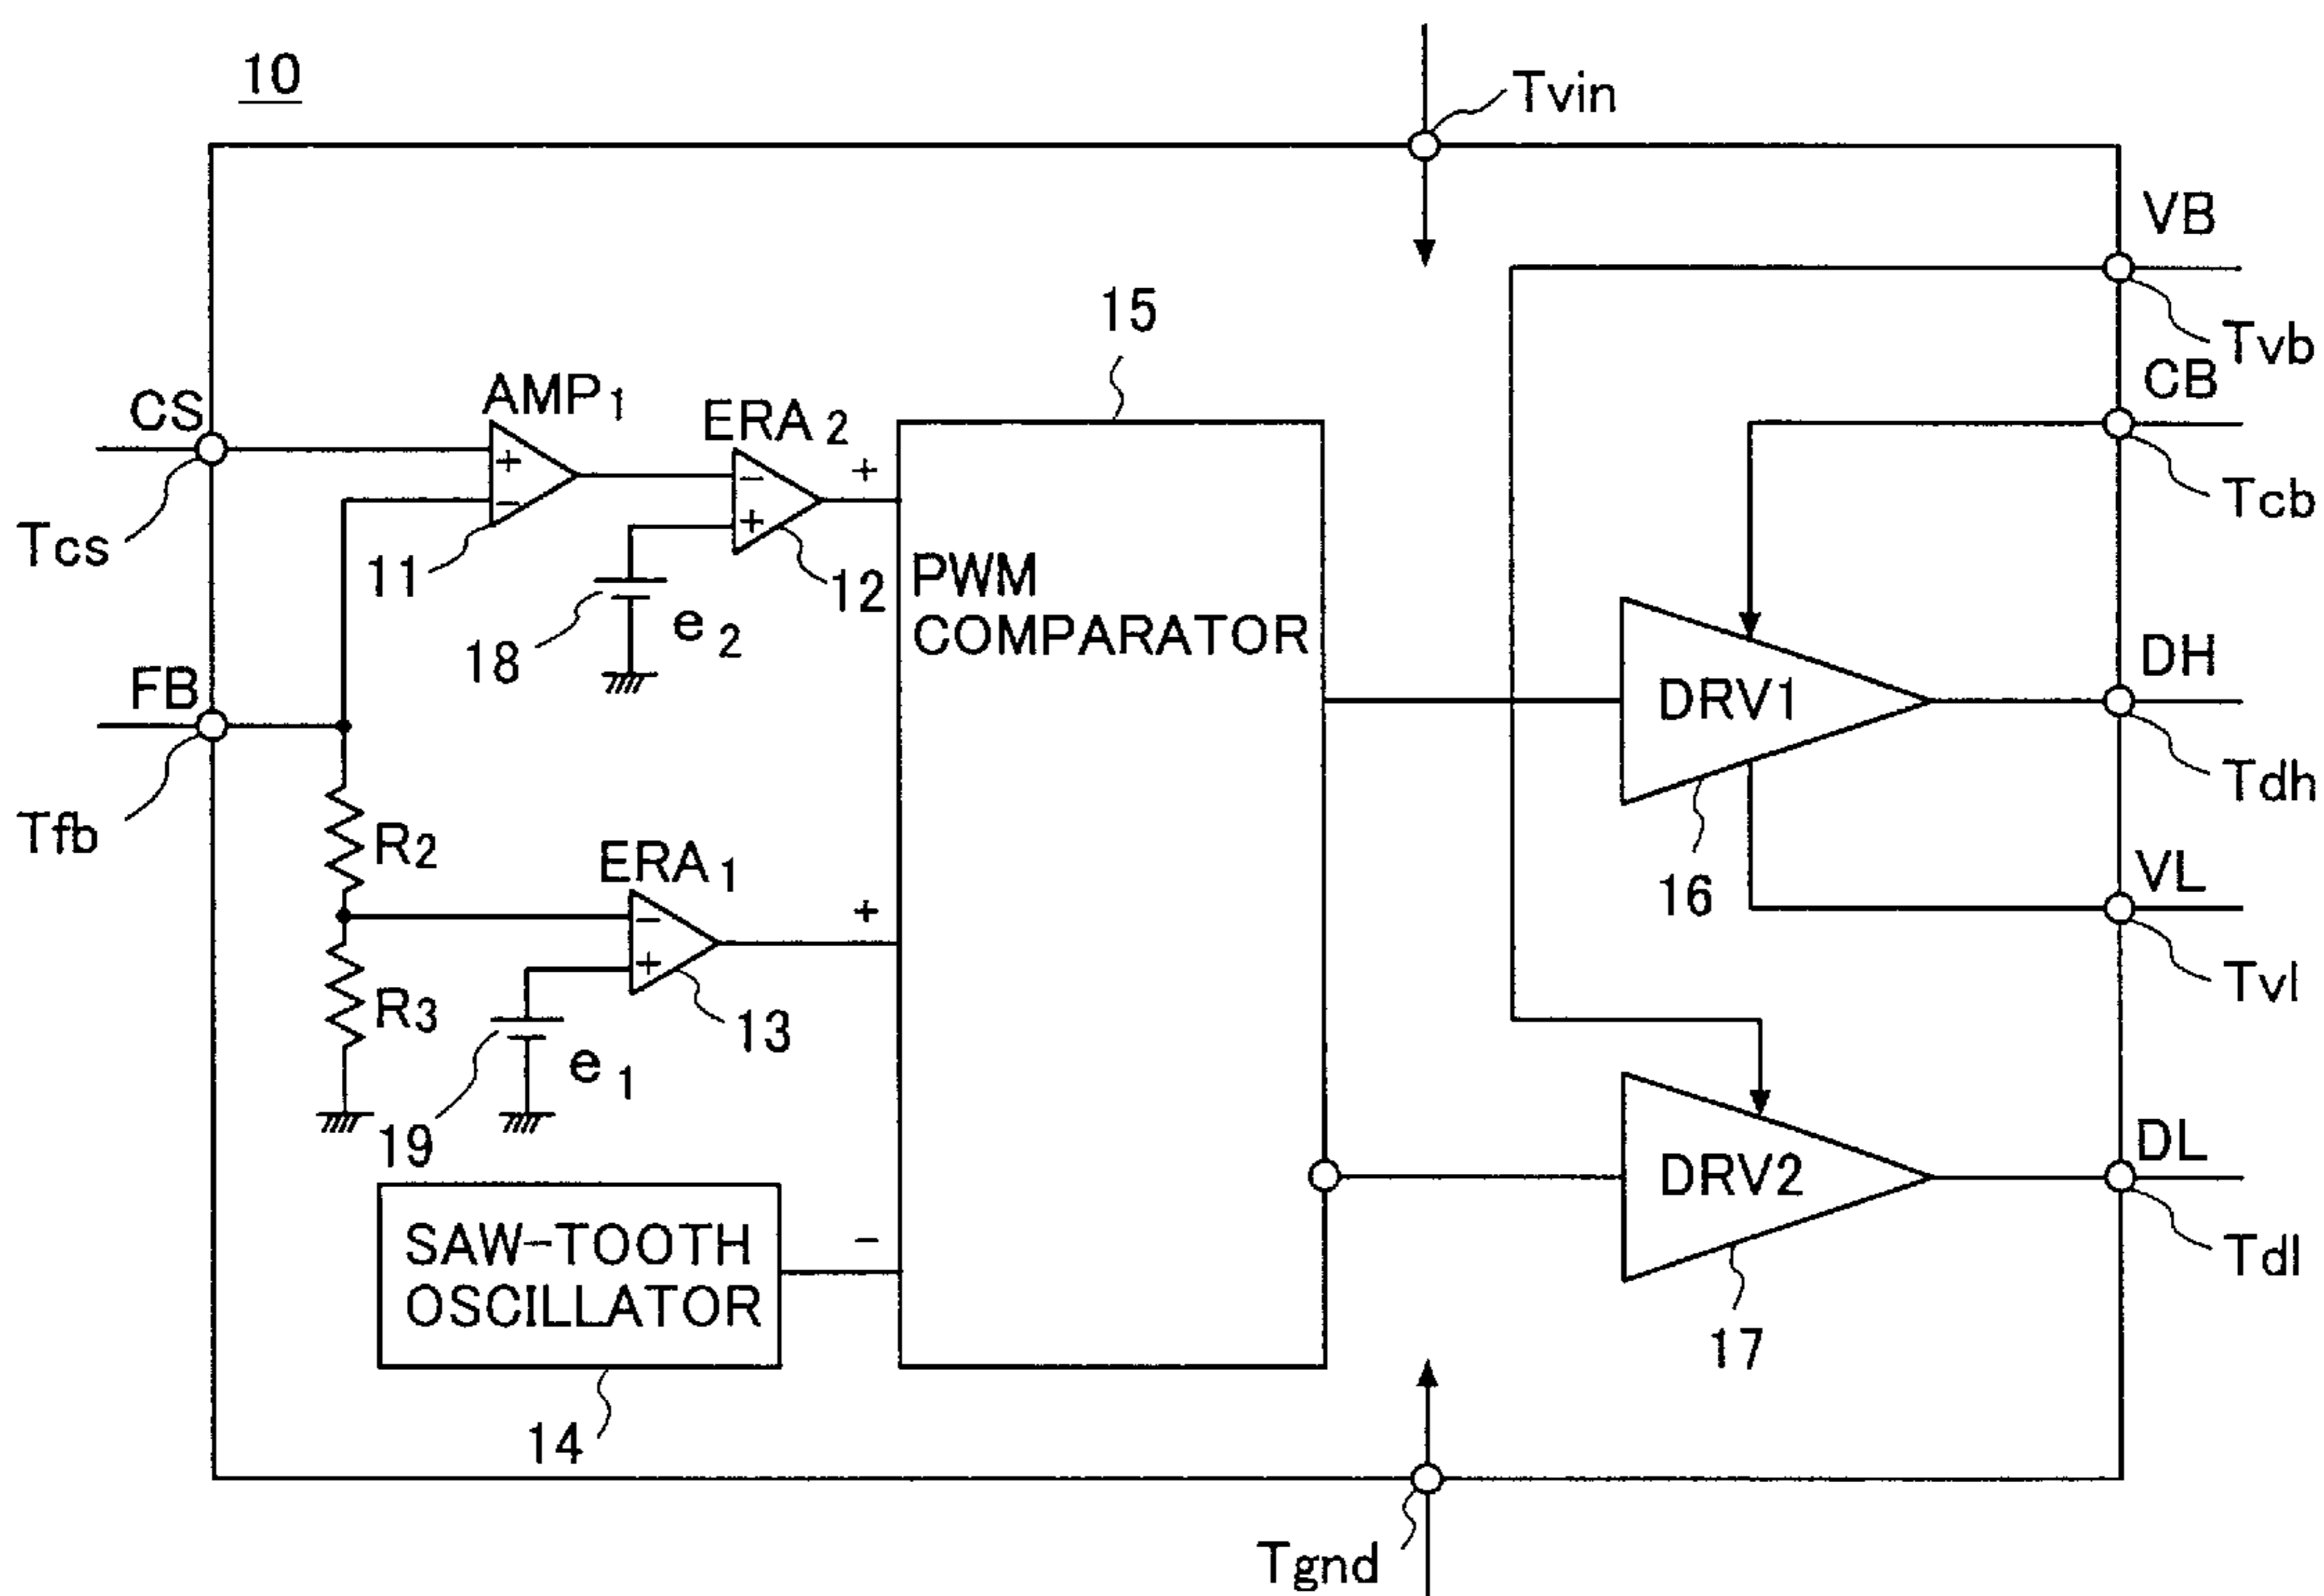 10
Tvin
VB
Tvb
CB
Tcb
15
CS
AMP1
ERA2
+
+
-
-
+
Tcs
11
12
18
e2
PWM
COMPARATOR
FB
Tfb
DRV1
DH
Tdh
16
VL
Tvl
R2
ERA1
+
-
+
R3
13
19
e1
SAW-TOOTH
OSCILLATOR
-
14
DRV2
DL
Tdl
17
Tgnd